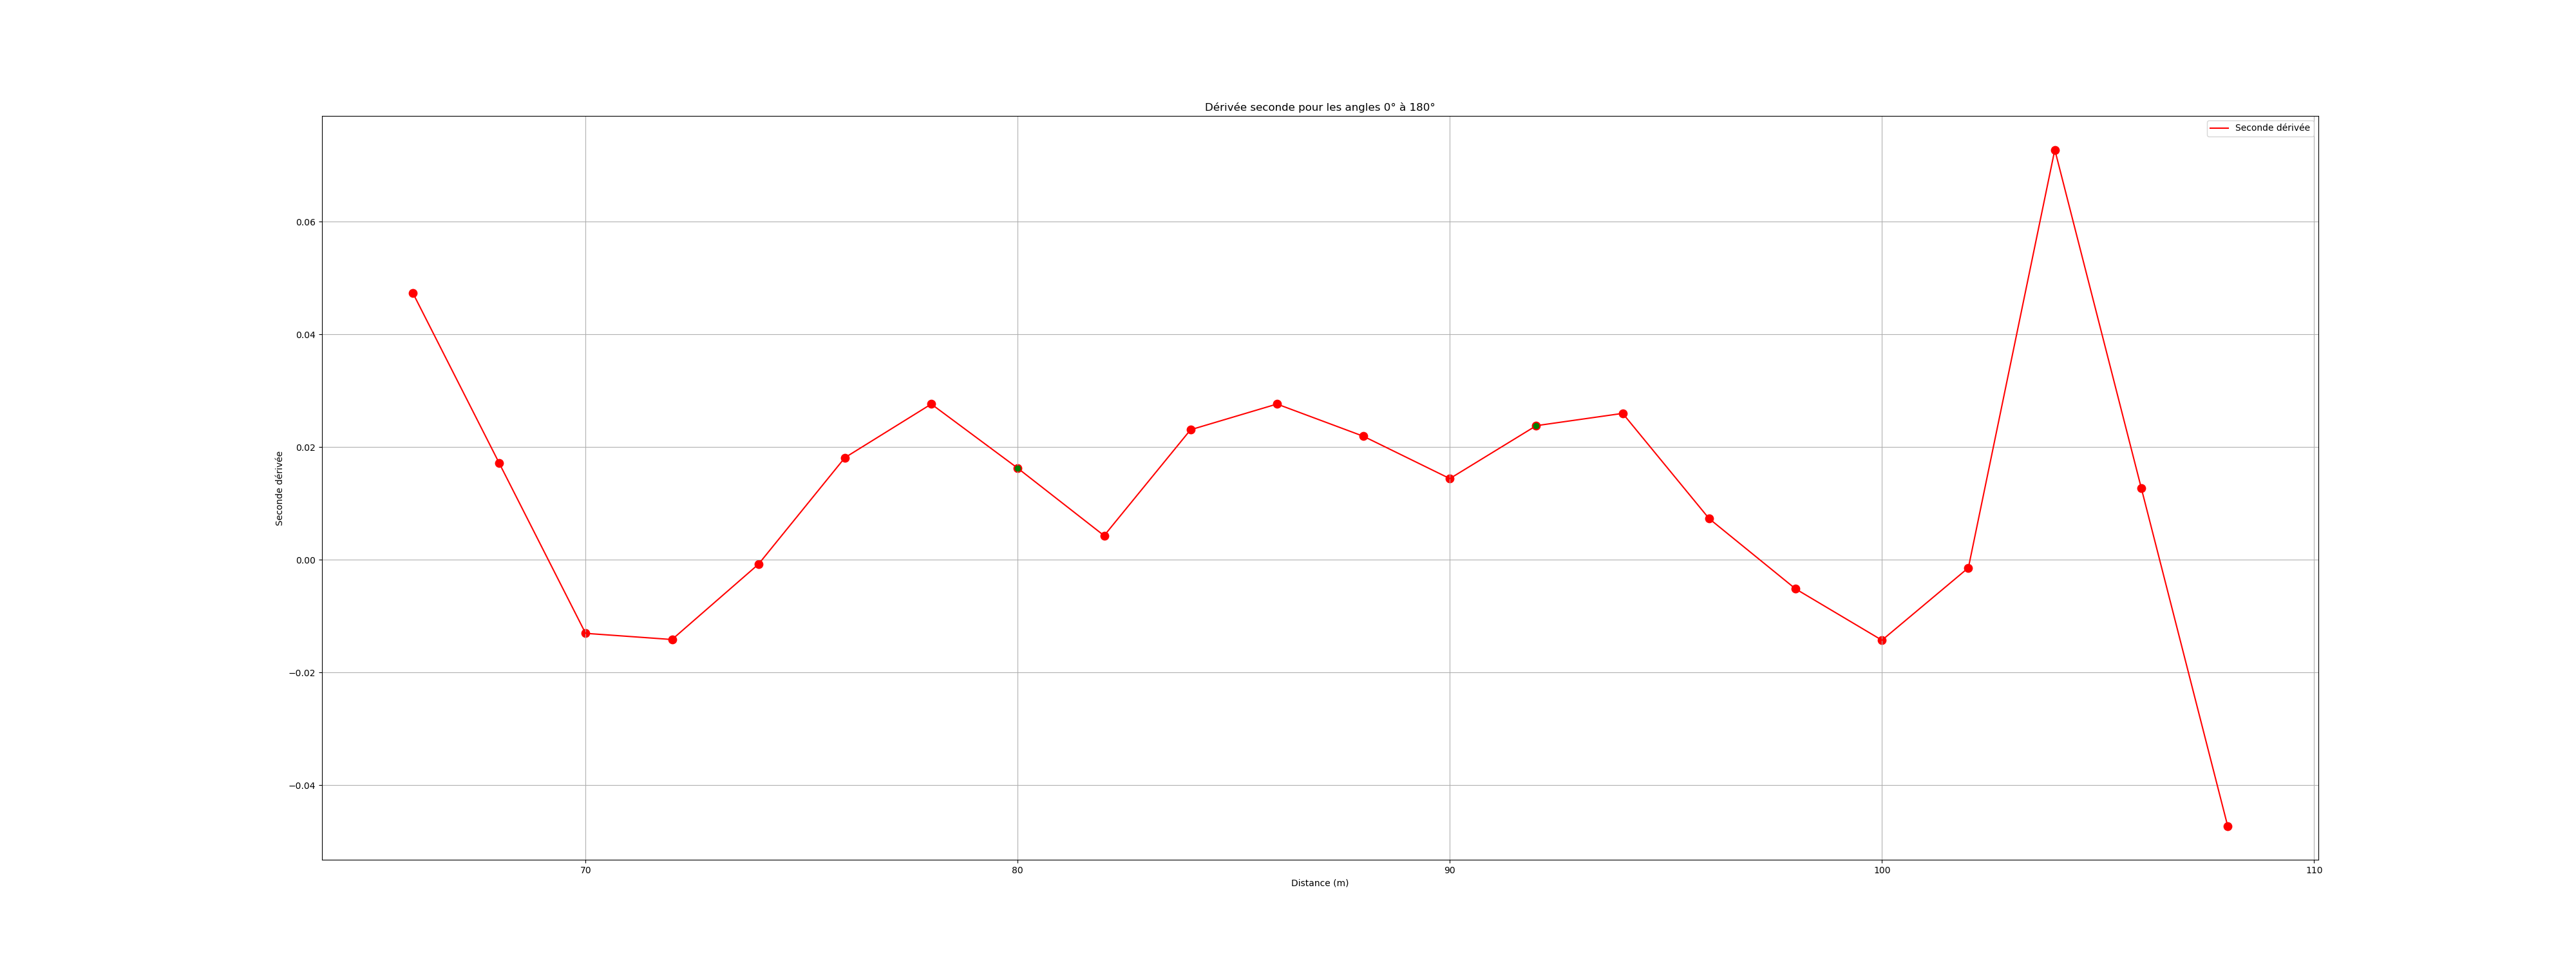 Dérivée seconde pour les angles 0° à 180°
Seconde dérivée
0.06
0.04
0.02
0.00
−0.02
−0.04
Seconde dérivée
70
80
90
100
110
Distance (m)